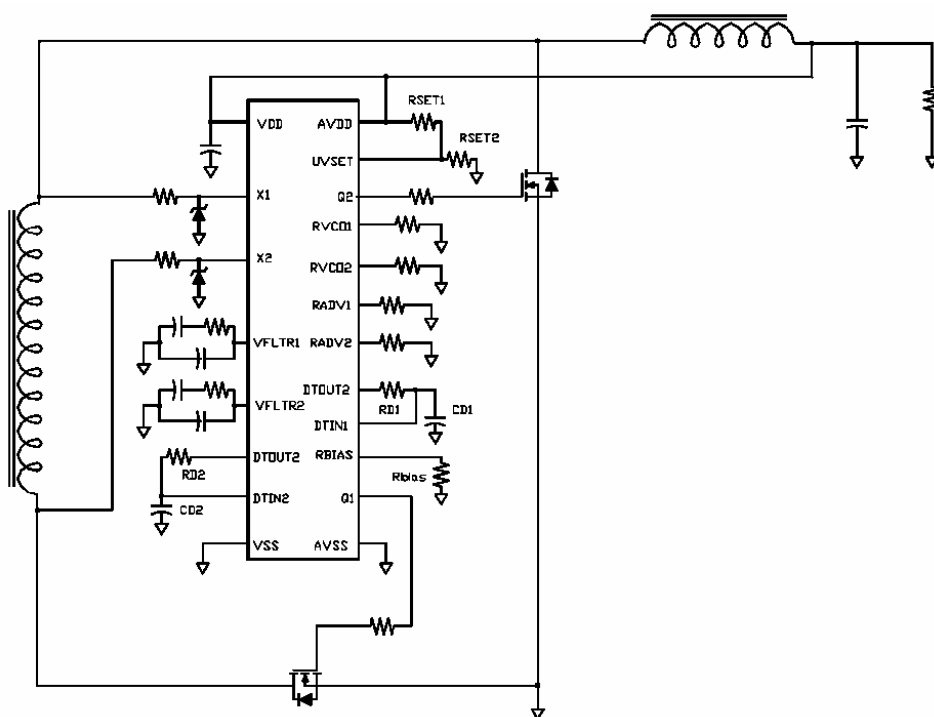 RSET1
VDD AVDD
RSET2
UVSET
X1 Q2
RVCO1
X2 RVCO2
RADV1
VFLTR1 RADV2
DTOUT2
RD1 CD1
VFLTR2
DTIN1
DTOUT2 RBIAS
RD2 Rbias
DTIN2 Q1
CD2
VSS AVSS